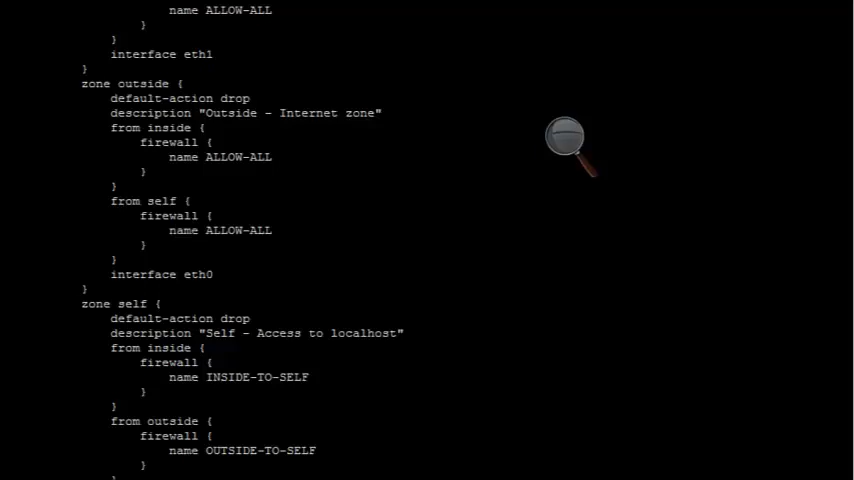 name ALLOW-ALL
}
}
interface eth1
}
zone outside {
default-action drop
description "Outside - Internet zone"
from inside {
firewall {
name ALLOW-ALL
}
}
from self {
firewall {
name ALLOW-ALL
}
}
interface eth0
}
zone self {
default-action drop
description "Self - Access to localhost"
from inside {
firewall {
name INSIDE-TO-SELF
}
}
from outside {
firewall {
name OUTSIDE-TO-SELF
}
}